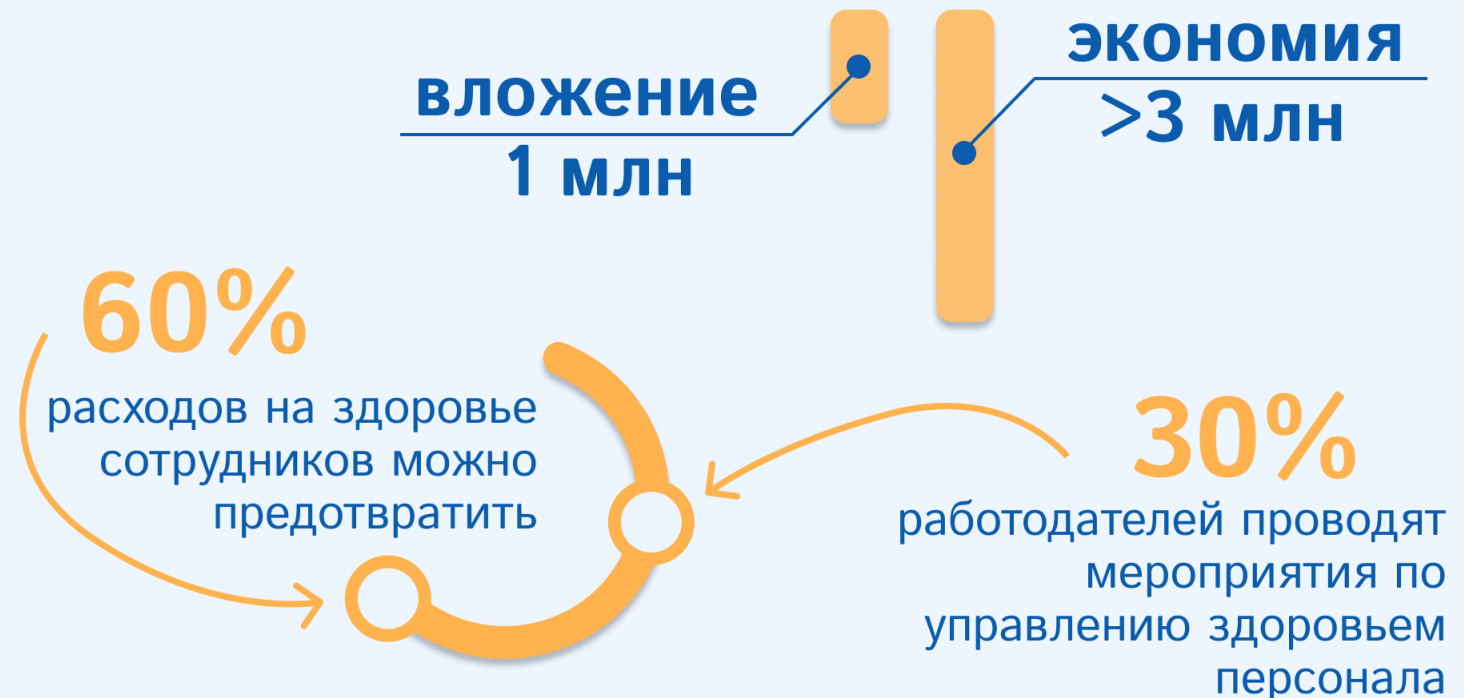 вложение
1 млн
экономия
>3 млн
60%
расходов на здоровье
сотрудников можно
предотвратить
30%
работодателей проводят
мероприятия по
управлению здоровьем
персонала